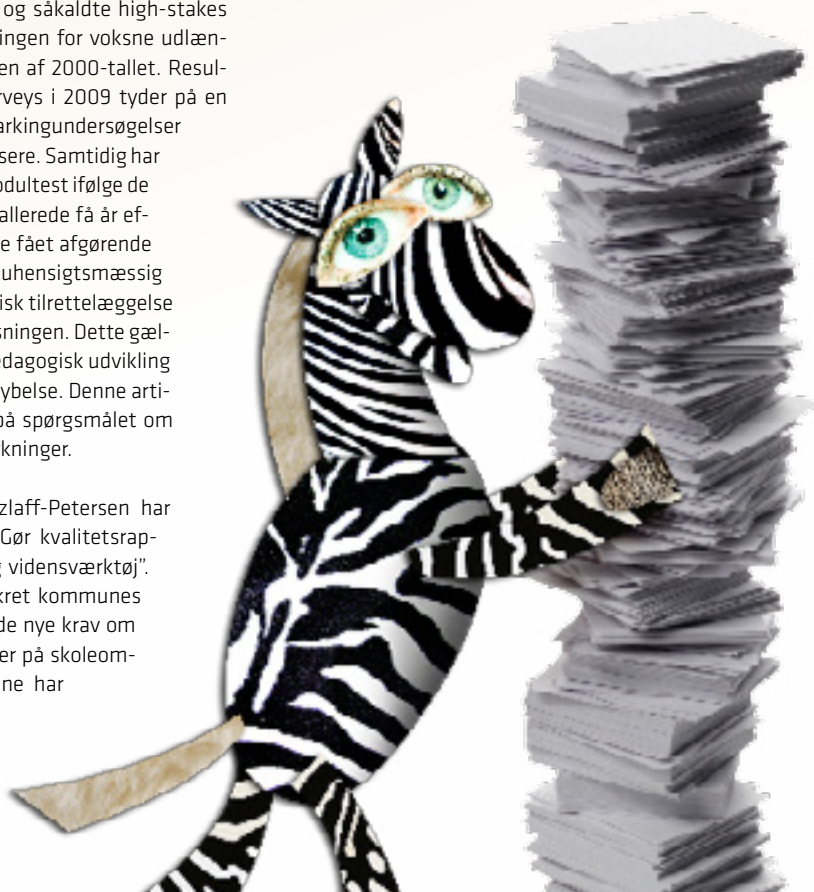 og såkaldte high-stakes
ingen for voksne udlæn-
en af 2000-tallet. Resul-
rveys i 2009 tyder på en
arkingundersøgelser
sere. Samtidig har
odultest ifølge de
allerede få år ef-
e fået afgørende
uhensigtsmæssig
isk tilrettelæggelse
sningen. Dette gæl-
edagogisk udvikling
ybelse. Denne arti-
på spørgsmålet om
kninger.
zlaff-Petersen har
Gør kvalitetsrap-
g vidensværktøj”.
kret kommunes
de nye krav om
er på skoleom-
ne har